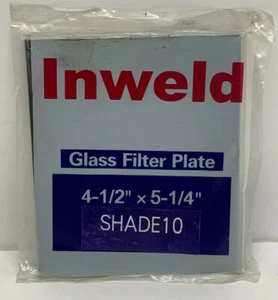 Inweld
Glass Filter Plate
4-1/2" × 5-1/4"
SHADE10